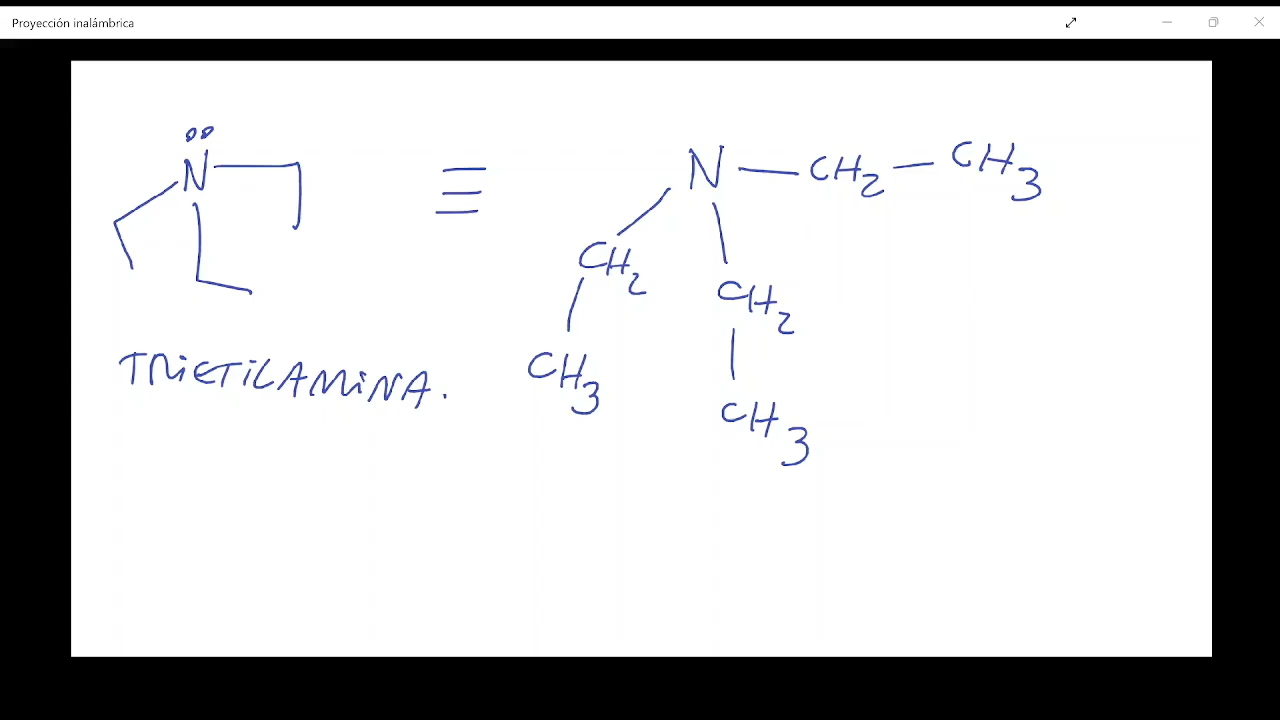 Proyección inalámbrica
N
≡
N — CH2 — CH3
CH2
CH2
TRIETILAMINA.
CH3
CH3